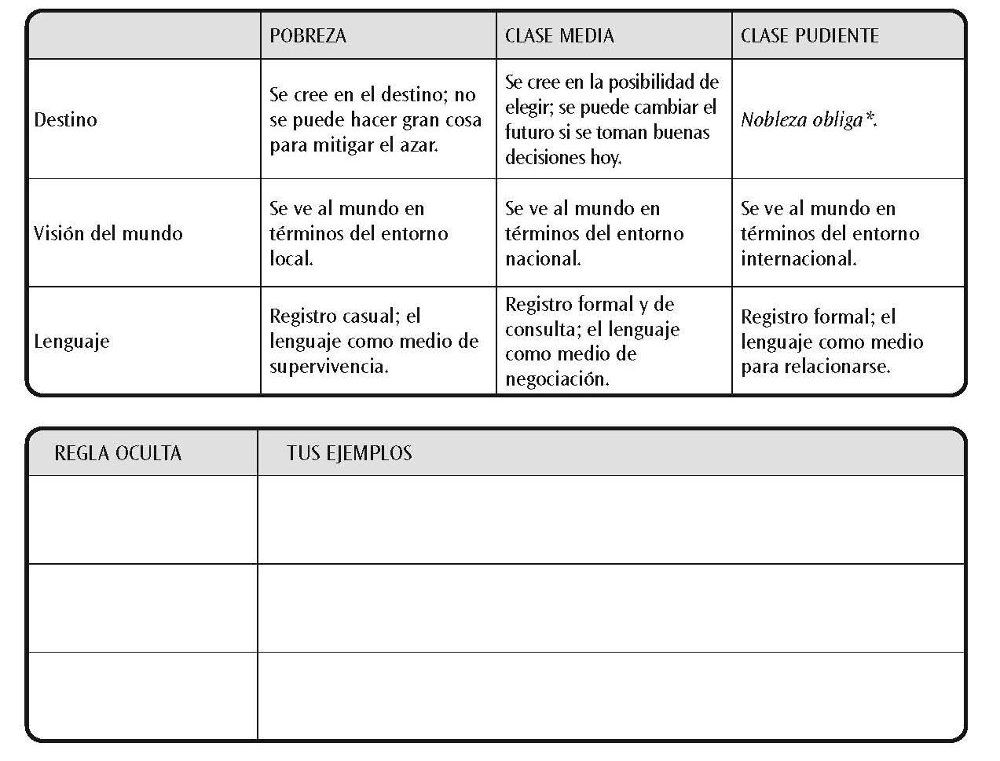 POBREZA
CLASE MEDIA
CLASE PUDIENTE
Destino
Se cree en el destino; no
se puede hacer gran cosa
para mitigar el azar.
Se cree en la posibilidad de
elegir; se puede cambiar el
futuro si se toman buenas
decisiones hoy.
Nobleza obliga*.
Visión del mundo
Se ve al mundo en
términos del entorno
local.
Se ve al mundo en
términos del entorno
nacional.
Se ve al mundo en
términos del entorno
internacional.
Lenguaje
Registro casual; el
lenguaje como medio de
supervivencia.
Registro formal y de
consulta; el lenguaje
como medio de
negociación.
Registro formal; el
lenguaje como medio
para relacionarse.
REGLA OCULTA
TUS EJEMPLOS